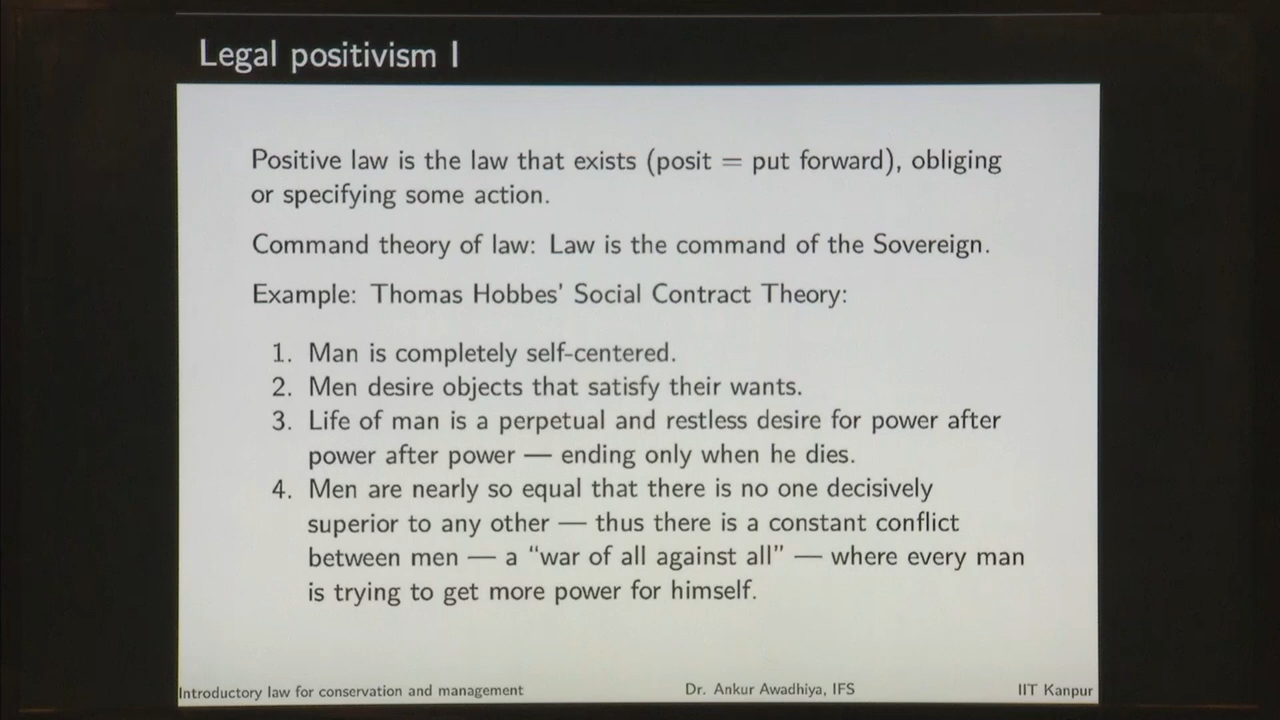 Legal positivism I
Positive law is the law that exists (posit = put forward), obliging
or specifying some action.
Command theory of law: Law is the command of the Sovereign.
Example: Thomas Hobbes' Social Contract Theory:
1. Man is completely self-centered.
2. Men desire objects that satisfy their wants.
3. Life of man is a perpetual and restless desire for power after
power after power — ending only when he dies.
4. Men are nearly so equal that there is no one decisively
superior to any other — thus there is a constant conflict
between men — a “war of all against all” — where every man
is trying to get more power for himself.
Introductory law for conservation and management Dr. Ankur Awadhiya, IFS IIT Kanpur